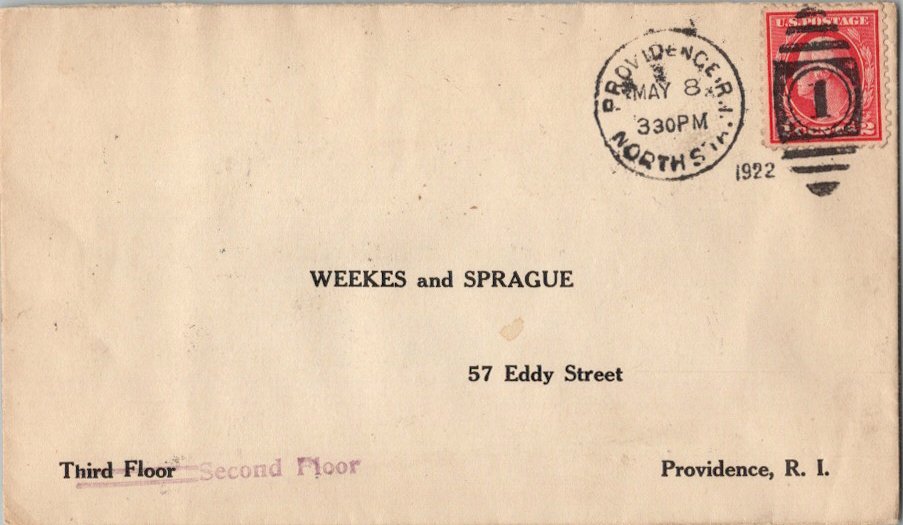 U.S. POSTAGE
PROVIDENCE, R.I.
MAY 8
330PM
NORTH STA.
1922
1
2
WEEKES and SPRAGUE
57 Eddy Street
Third Floor Second Floor
Providence, R. I.